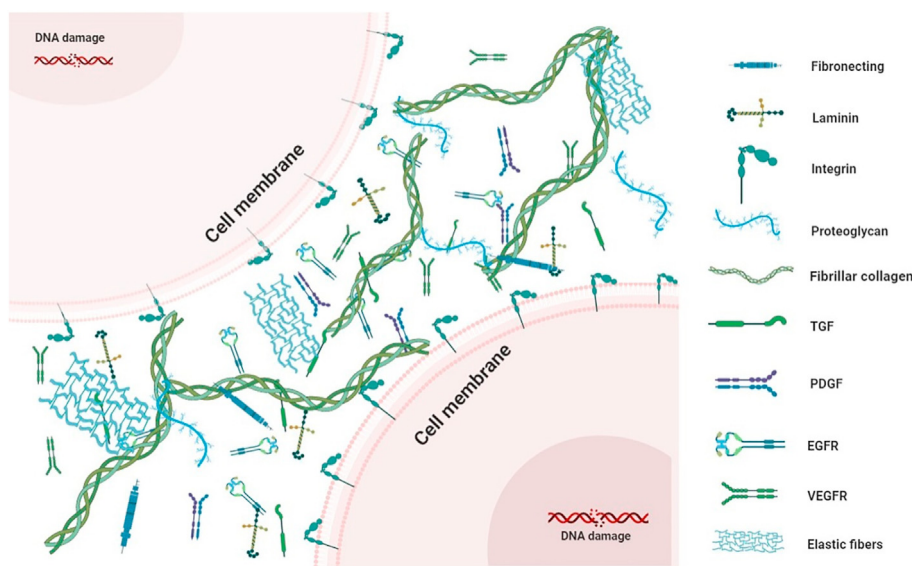 DNA damage
Cell membrane
Cell membrane
DNA damage
Fibronecting
Laminin
Integrin
Proteoglycan
Fibrillar collagen
TGF
PDGF
EGFR
VEGFR
Elastic fibers